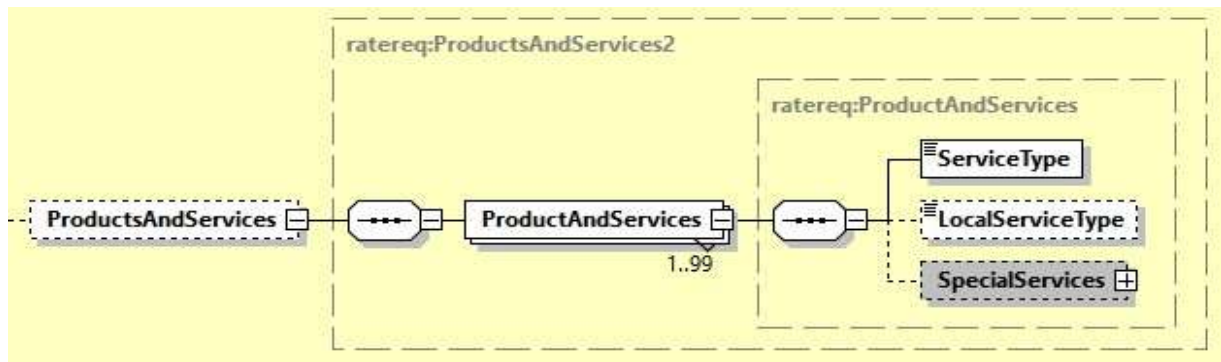 ratereq:ProductsAndServices2
ratereq:ProductAndServices
ServiceType
ProductsAndServices
ProductAndServices
LocalServiceType
1..99
SpecialServices